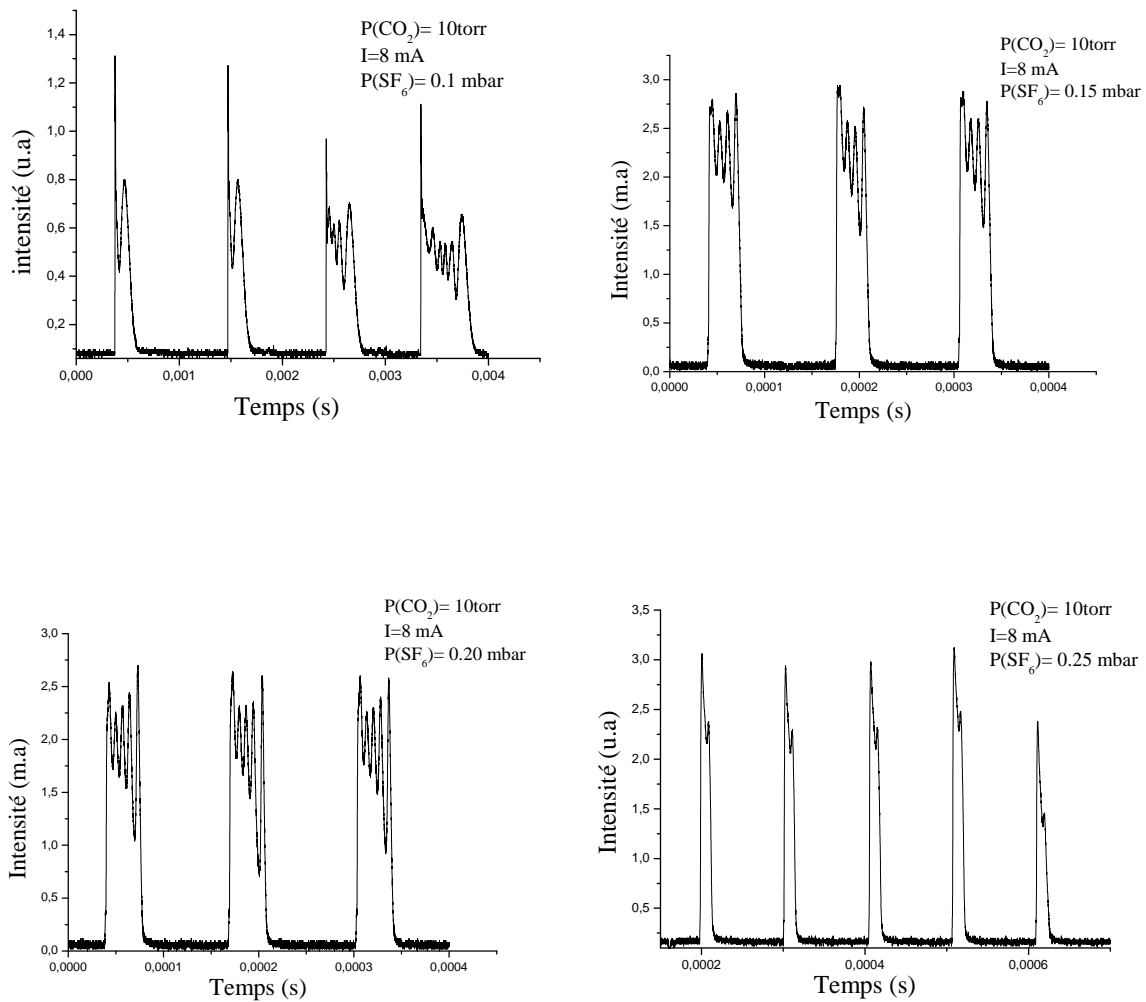 P(CO2)= 10torr
I=8 mA
P(SF6)= 0.1 mbar
1,4
1,2
1,0
0,8
0,6
0,4
0,2
intensité (u.a)
0,000 0,001 0,002 0,003 0,004
Temps (s)
P(CO2)= 10torr
I=8 mA
P(SF6)= 0.15 mbar
3,0
2,5
2,0
1,5
1,0
0,5
0,0
Intensité (m.a)
0,0000 0,0001 0,0002 0,0003 0,0004
Temps (s)
P(CO2)= 10torr
I=8 mA
P(SF6)= 0.20 mbar
3,0
2,5
2,0
1,5
1,0
0,5
0,0
Intensité (m.a)
0,0000 0,0001 0,0002 0,0003 0,0004
Temps (s)
P(CO2)= 10torr
I=8 mA
P(SF6)= 0.25 mbar
3,5
3,0
2,5
2,0
1,5
1,0
0,5
Intensité (u.a)
0,0002 0,0004 0,0006
Temps (s)